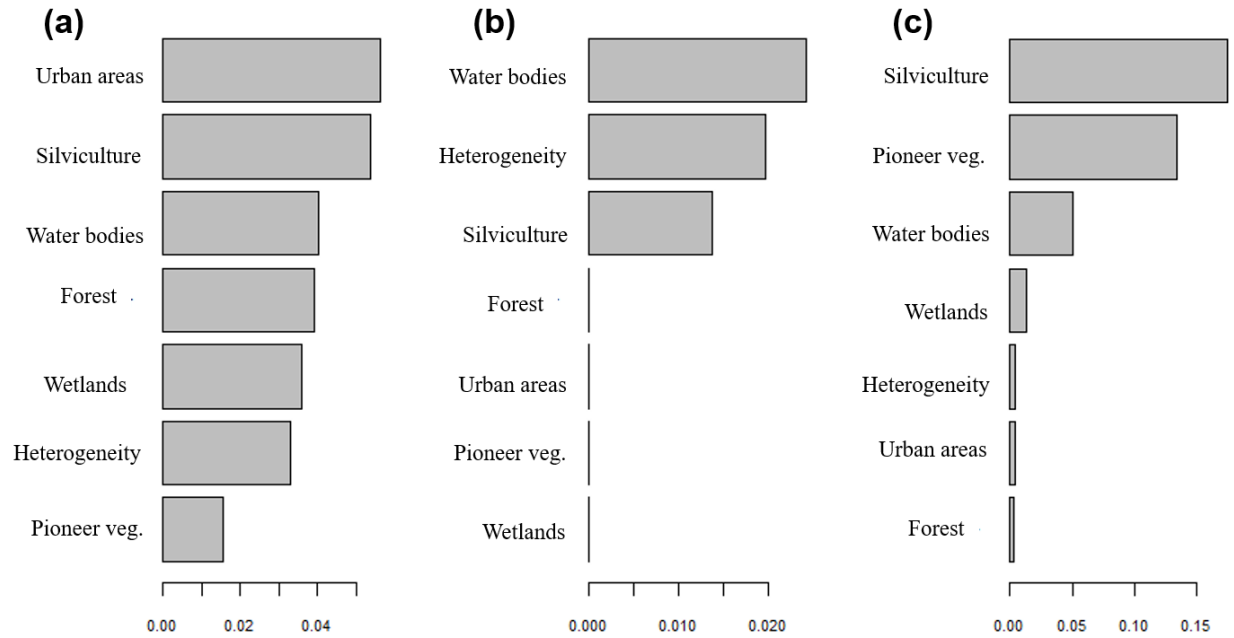 (a)
Urban areas
Silviculture
Water bodies
Forest
Wetlands
Heterogeneity
Pioneer veg.
0.00 0.02 0.04
(b)
Water bodies
Heterogeneity
Silviculture
Forest
Urban areas
Pioneer veg.
Wetlands
0.000 0.010 0.020
(c)
Silviculture
Pioneer veg.
Water bodies
Wetlands
Heterogeneity
Urban areas
Forest
0.00 0.05 0.10 0.15